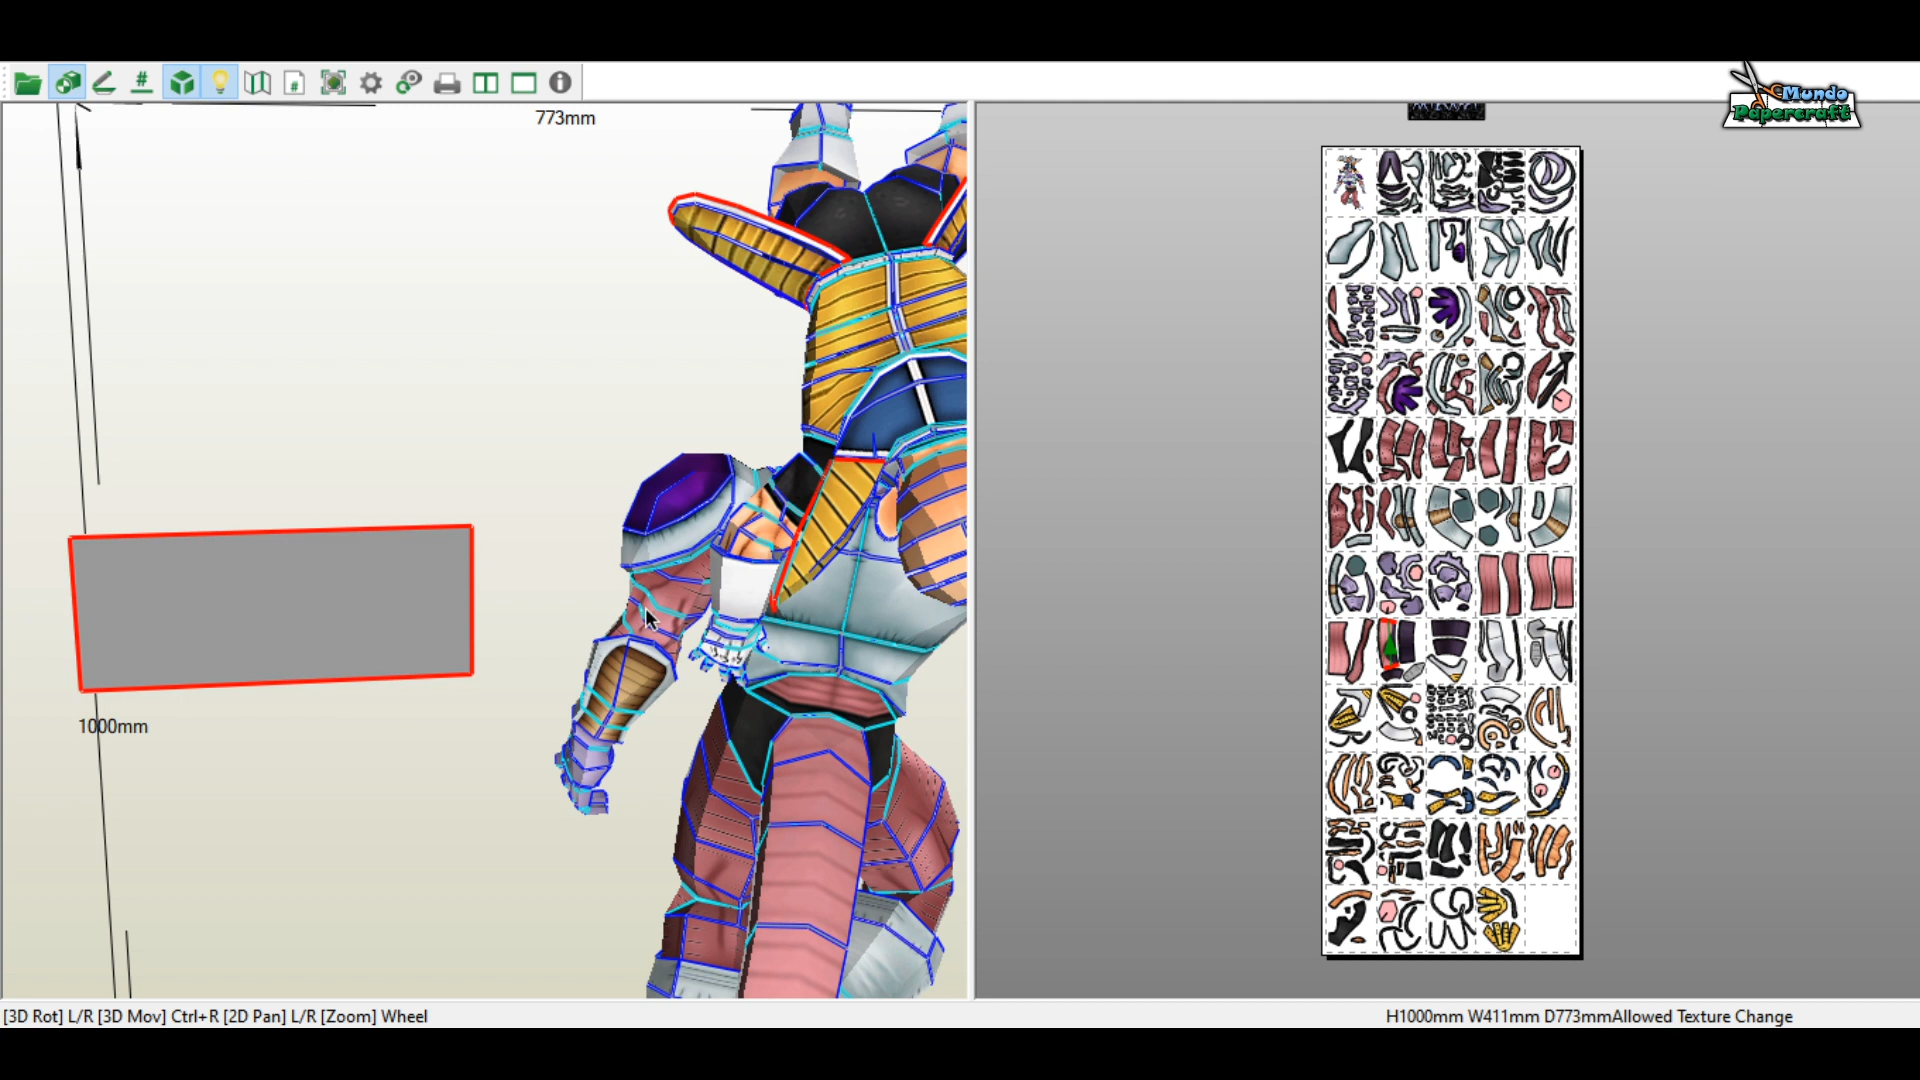 #
#
Mundo
Papercraft
773mm
1000mm
[3D Rot] L/R [3D Mov] Ctrl+R [2D Pan] L/R [Zoom] Wheel
H1000mm W411mm D773mmAllowed Texture Change